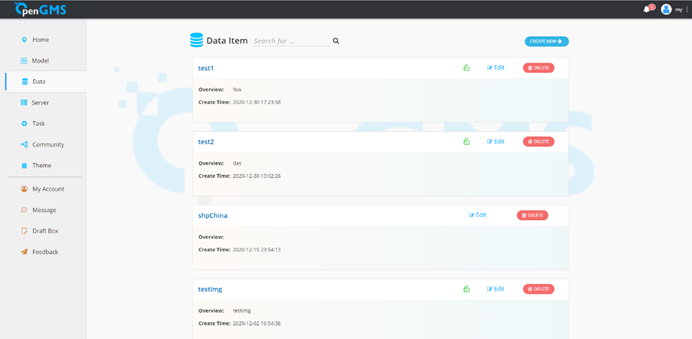 OpenGMS
my
Home
Model
Data
Server
Task
Community
Theme
My Account
Message
Draft Box
Feedback
Data Item
Search for ...
CREATE NEW
test1
Edit
DELETE
Overview: few
Create Time: 2020-12-30 17:23:58
test2
Edit
DELETE
Overview: das
Create Time: 2020-12-30 13:02:26
shpChina
Edit
DELETE
Overview:
Create Time: 2020-12-15 23:54:13
testImg
Edit
DELETE
Overview: testImg
Create Time: 2020-12-02 16:54:36